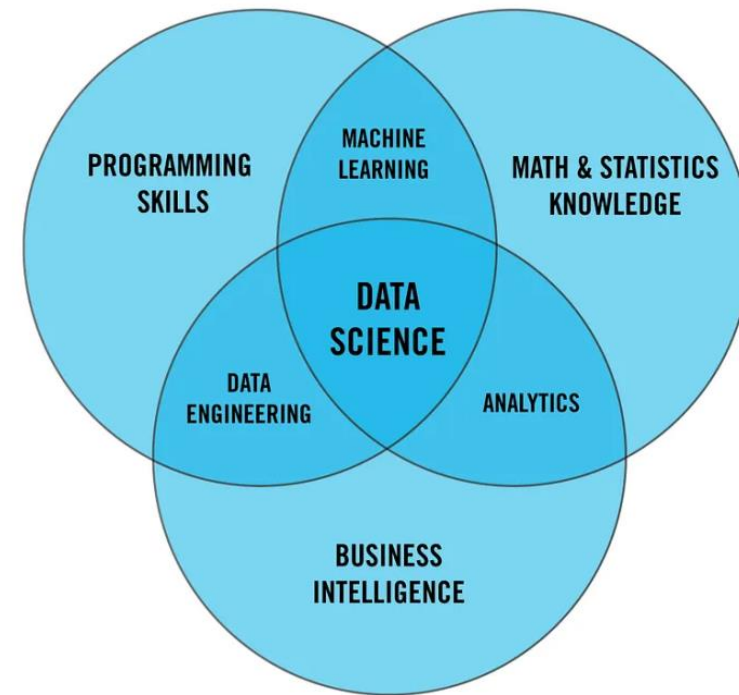 MACHINE
LEARNING
PROGRAMMING
SKILLS
MATH & STATISTICS
KNOWLEDGE
DATA
SCIENCE
DATA
ENGINEERING
ANALYTICS
BUSINESS
INTELLIGENCE